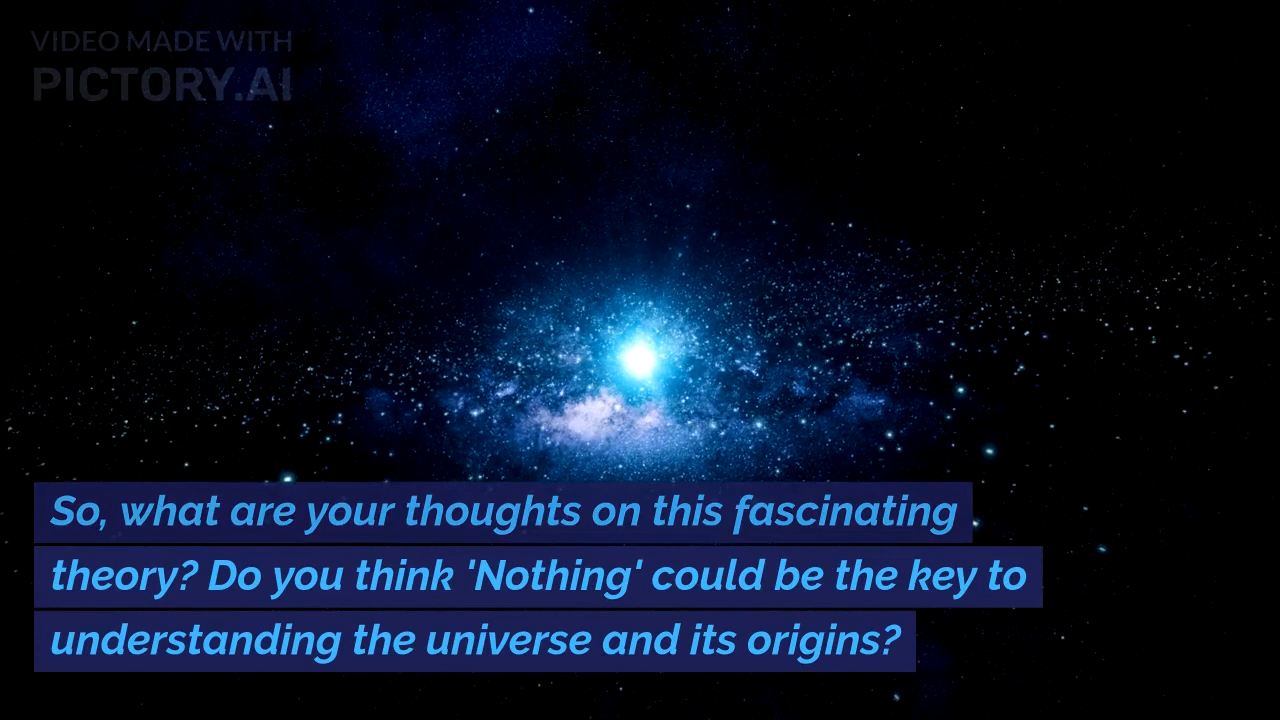 VIDEO MADE WITH
PICTORY.AI
So, what are your thoughts on this fascinating
theory? Do you think 'Nothing' could be the key to
understanding the universe and its origins?